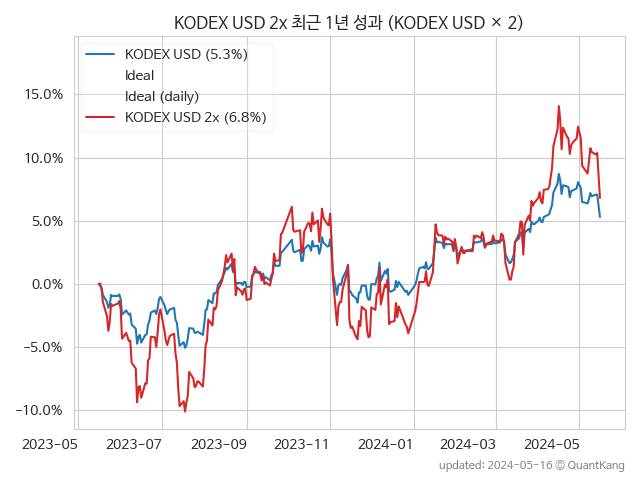 KODEX USD 2x 최근 1년 성과 (KODEX USD × 2)
KODEX USD (5.3%)
Ideal
Ideal (daily)
KODEX USD 2x (6.8%)
15.0%
10.0%
5.0%
0.0%
−5.0%
−10.0%
2023-05 2023-07 2023-09 2023-11 2024-01 2024-03 2024-05
updated: 2024-05-16 © QuantKang